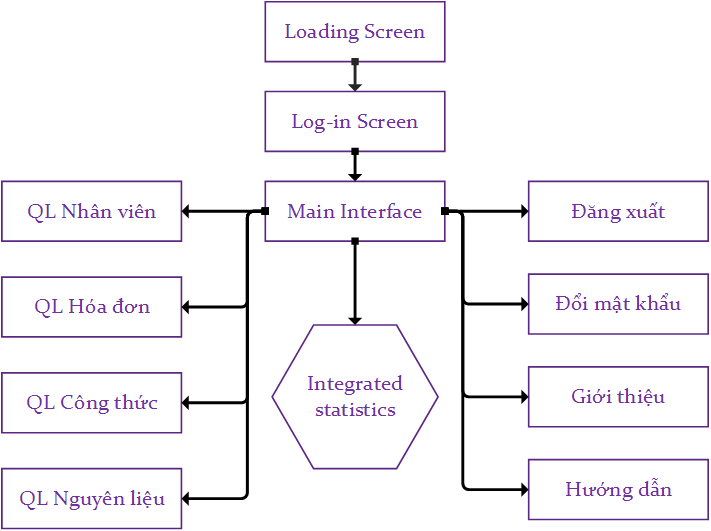 Loading Screen
Log-in Screen
QL Nhân viên
Main Interface
Đăng xuất
QL Hóa đơn
Đổi mật khẩu
Integrated
statistics
QL Công thức
Giới thiệu
QL Nguyên liệu
Hướng dẫn